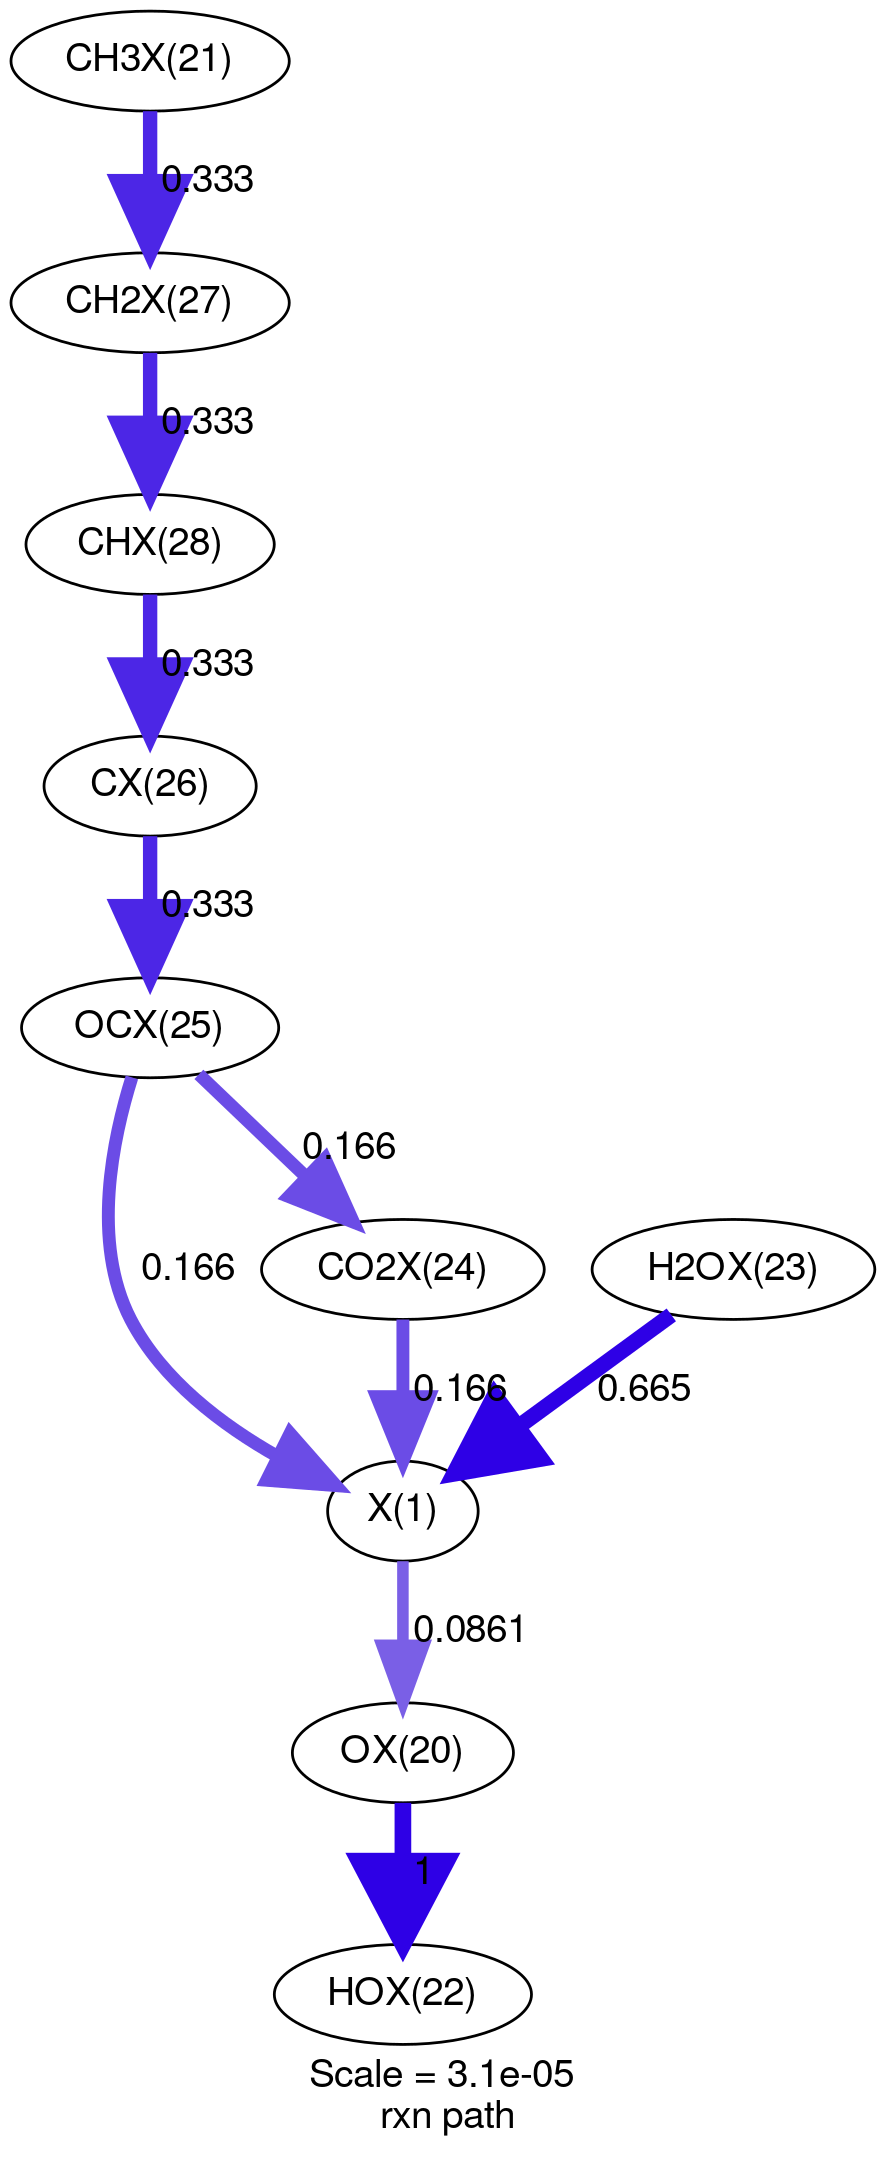 CH3X(21)
0.333
CH2X(27)
0.333
CHX(28)
0.333
CX(26)
0.333
OCX(25)
0.166
0.166
CO2X(24)
H2OX(23)
0.166
0.665
X(1)
0.0861
OX(20)
1
HOX(22)
Scale = 3.1e-05
rxn path